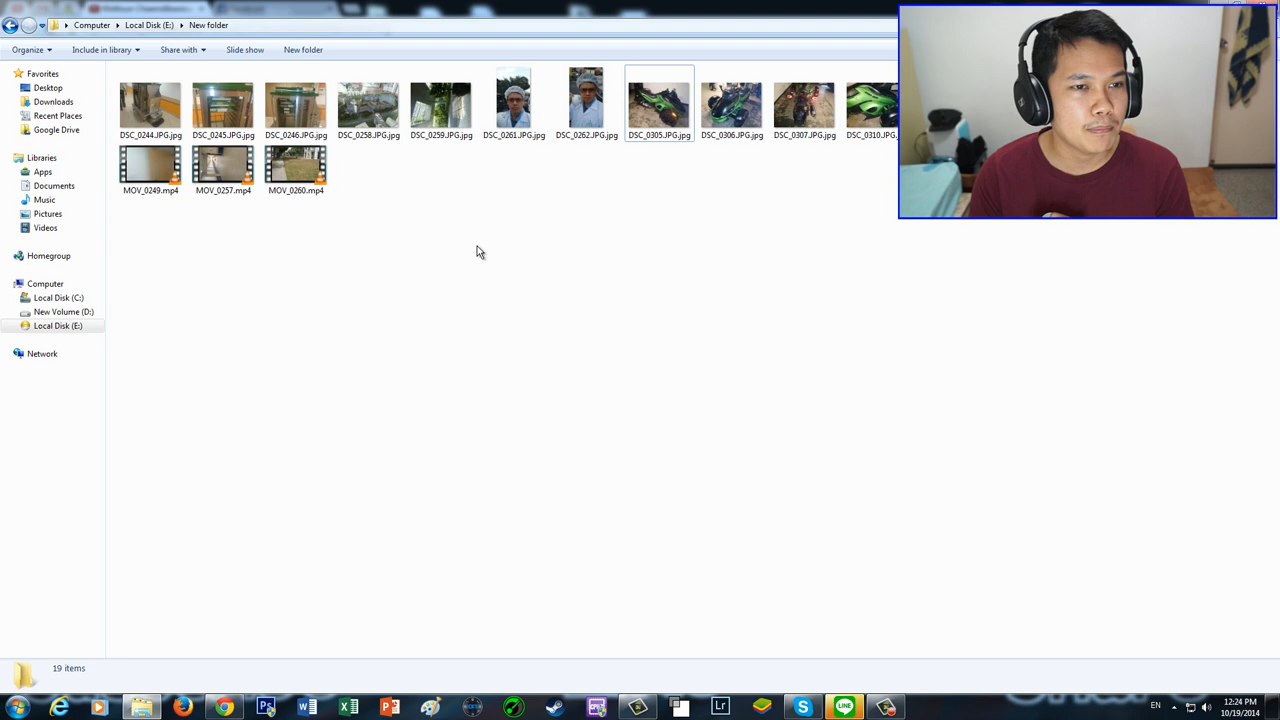 Computer Local Disk (E:) New folder
Organize Include in library Share with Slide show New folder
Favorites
Desktop
Downloads
Recent Places
Google Drive
Libraries
Apps
Documents
Music
Pictures
Videos
Homegroup
Computer
Local Disk (C:)
New Volume (D:)
Local Disk (E:)
Network
DSC_0244.JPG.jpg DSC_0245.JPG.jpg DSC_0246.JPG.jpg DSC_0258.JPG.jpg DSC_0259.JPG.jpg DSC_0261.JPG.jpg DSC_0262.JPG.jpg DSC_0305.JPG.jpg DSC_0306.JPG.jpg DSC_0307.JPG.jpg DSC_0310.JPG.
MOV_0249.mp4 MOV_0257.mp4 MOV_0260.mp4
19 items
Ps W X P Lr S LINE
EN 12:24 PM
10/19/2014